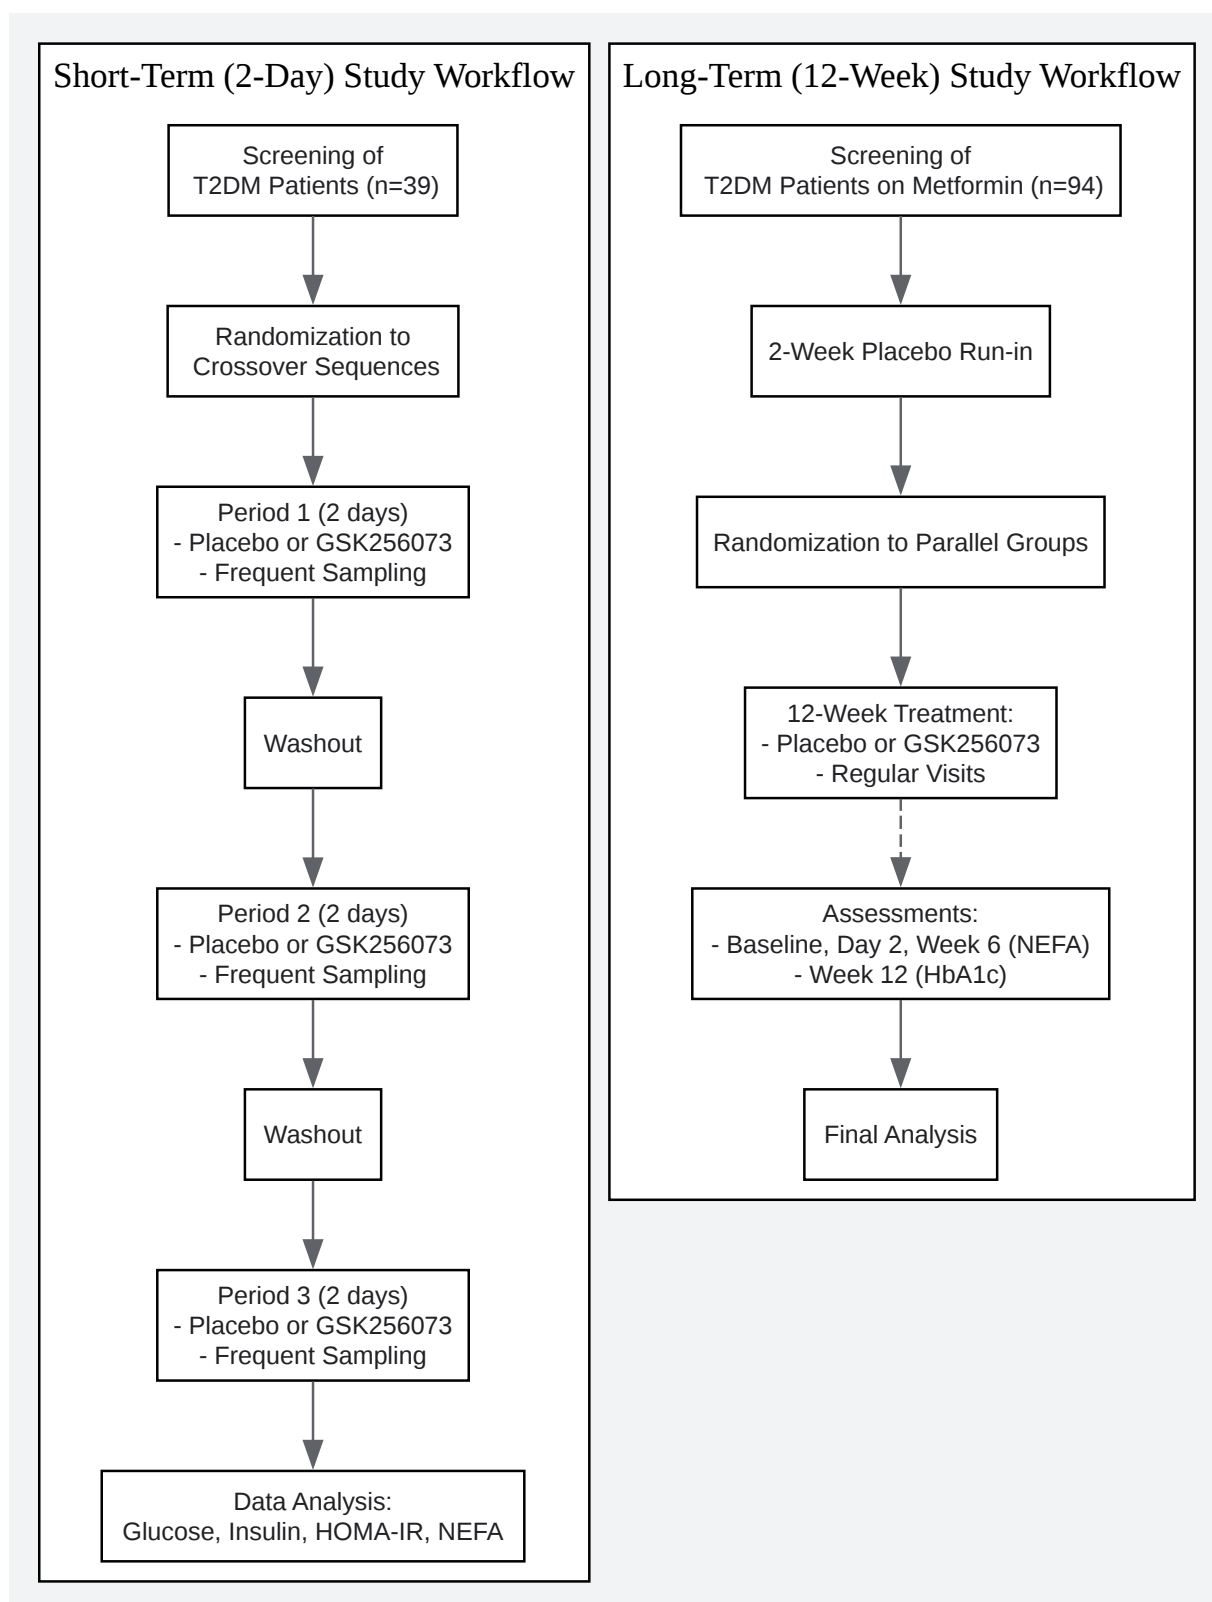 Short-Term (2-Day) Study Workflow
Screening of
T2DM Patients (n=39)
Randomization to
Crossover Sequences
Period 1 (2 days)
- Placebo or GSK256073
- Frequent Sampling
Washout
Period 2 (2 days)
- Placebo or GSK256073
- Frequent Sampling
Washout
Period 3 (2 days)
- Placebo or GSK256073
- Frequent Sampling
Data Analysis:
Glucose, Insulin, HOMA-IR, NEFA
Long-Term (12-Week) Study Workflow
Screening of
T2DM Patients on Metformin (n=94)
2-Week Placebo Run-in
Randomization to Parallel Groups
12-Week Treatment:
- Placebo or GSK256073
- Regular Visits
Assessments:
- Baseline, Day 2, Week 6 (NEFA)
- Week 12 (HbA1c)
Final Analysis